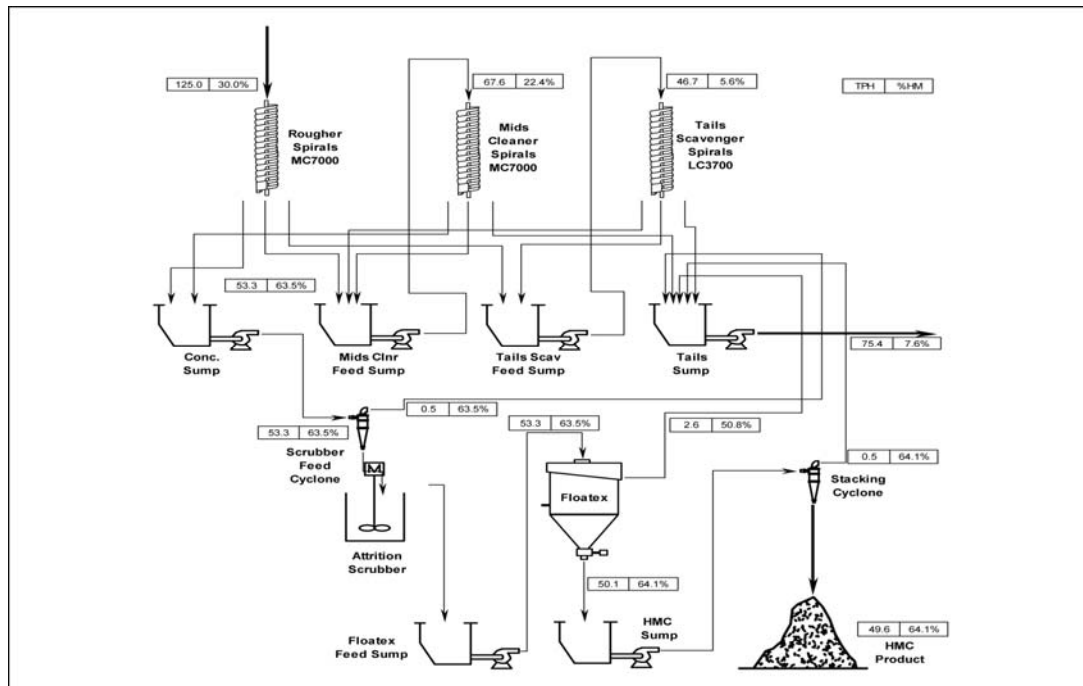 125.0 30.0%
67.6 22.4%
46.7 5.6%
TPH %HM
Rougher
Spirals
MC7000
Mids
Cleaner
Spirals
MC7000
Tails
Scavenger
Spirals
LC3700
53.3 63.5%
Conc.
Sump
Mids Clnr
Feed Sump
Tails Scav
Feed Sump
Tails
Sump
75.4 7.6%
0.5 63.5%
53.3 63.5%
2.6 50.8%
53.3 63.5%
Scrubber
Feed
Cyclone
M
0.5 64.1%
Stacking
Cyclone
Floatex
Attrition
Scrubber
50.1 64.1%
Floatex
Feed Sump
HMC
Sump
49.6 64.1%
HMC
Product